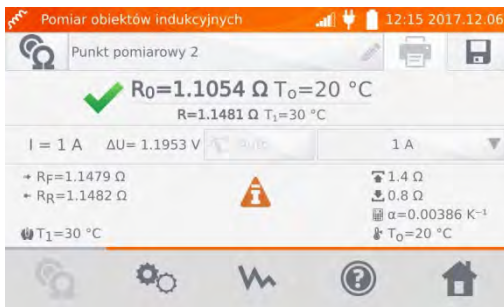 Pomiar obiektów indukcyjnych 12:15 2017.12.06
Punkt pomiarowy 2
R0=1.1054 Ω To=20 °C
R=1.1481 Ω T1=30 °C
I = 1 A ΔU= 1.1953 V Auto 1 A
RF=1.1479 Ω 1.4 Ω
RR=1.1482 Ω 0.8 Ω
α=0.00386 K⁻¹
T1=30 °C To=20 °C